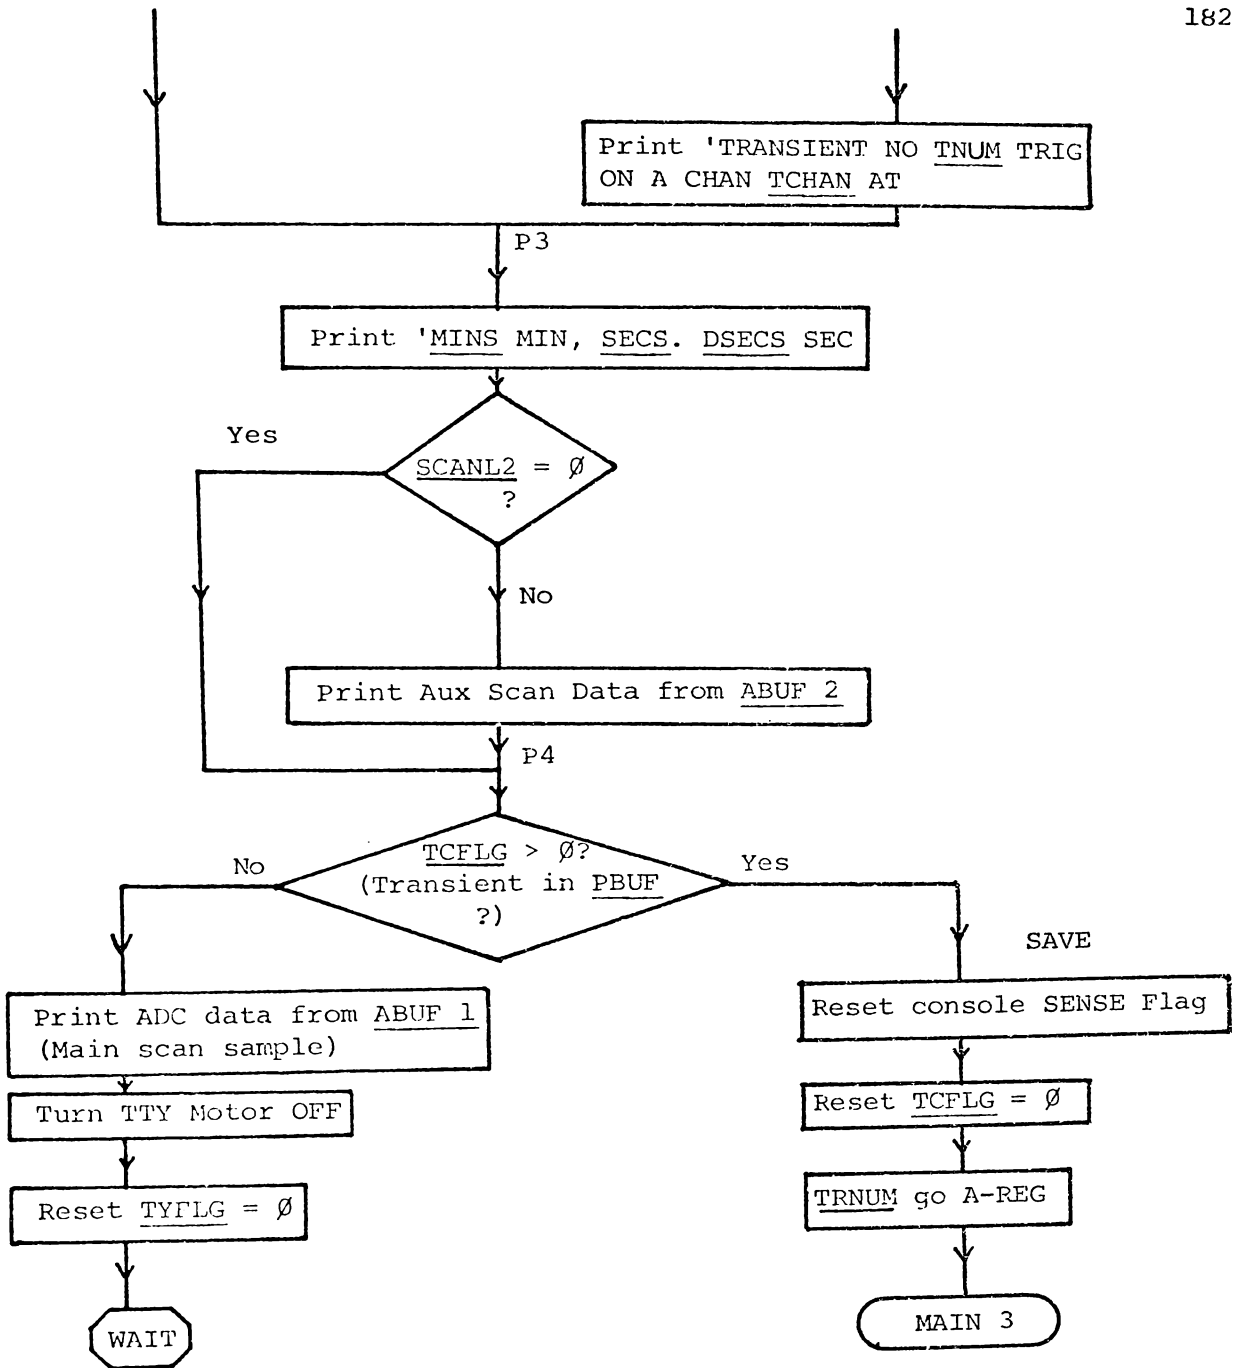 182
Print 'TRANSIENT NO TNUM TRIG
ON A CHAN TCHAN AT
P3
Print 'MINS MIN, SECS. DSECS SEC
Yes
SCANL2 = Ø
?
No
Print Aux Scan Data from ABUF 2
P4
TCFLG > Ø?
(Transient in PBUF
?)
No
Yes
SAVE
Print ADC data from ABUF 1
(Main scan sample)
Turn TTY Motor OFF
Reset TYFLG = Ø
WAIT
Reset console SENSE Flag
Reset TCFLG = Ø
TRNUM go A-REG
MAIN 3